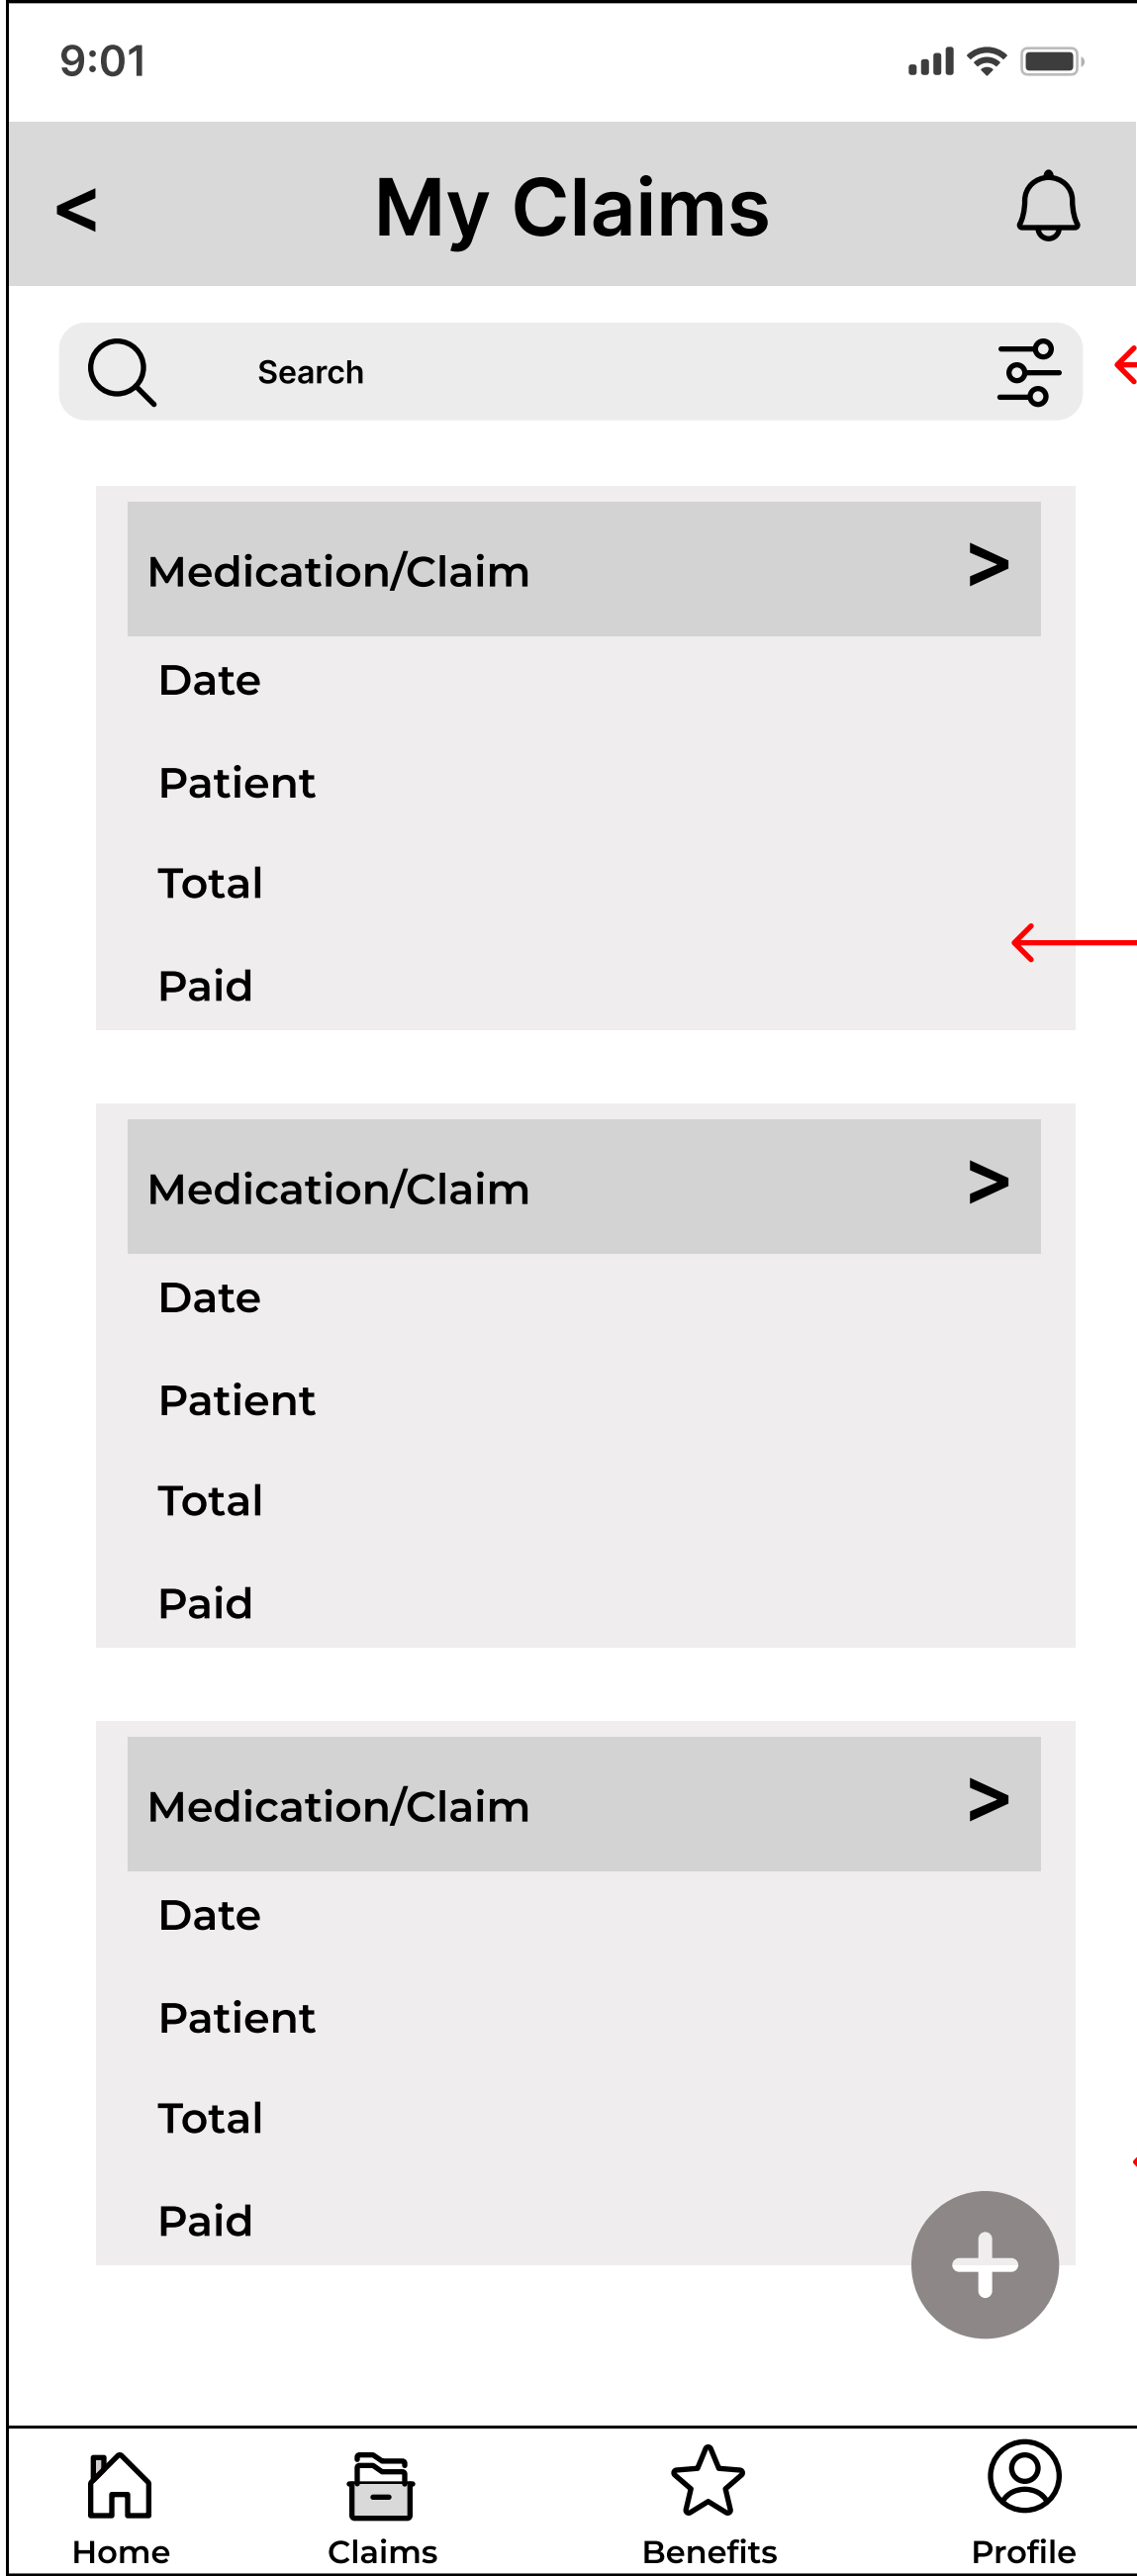 9:01
< My Claims
Search
Medication/Claim >
Date
Patient
Total
Paid
Medication/Claim >
Date
Patient
Total
Paid
Medication/Claim >
Date
Patient
Total
Paid
Home Claims Benefits Profile